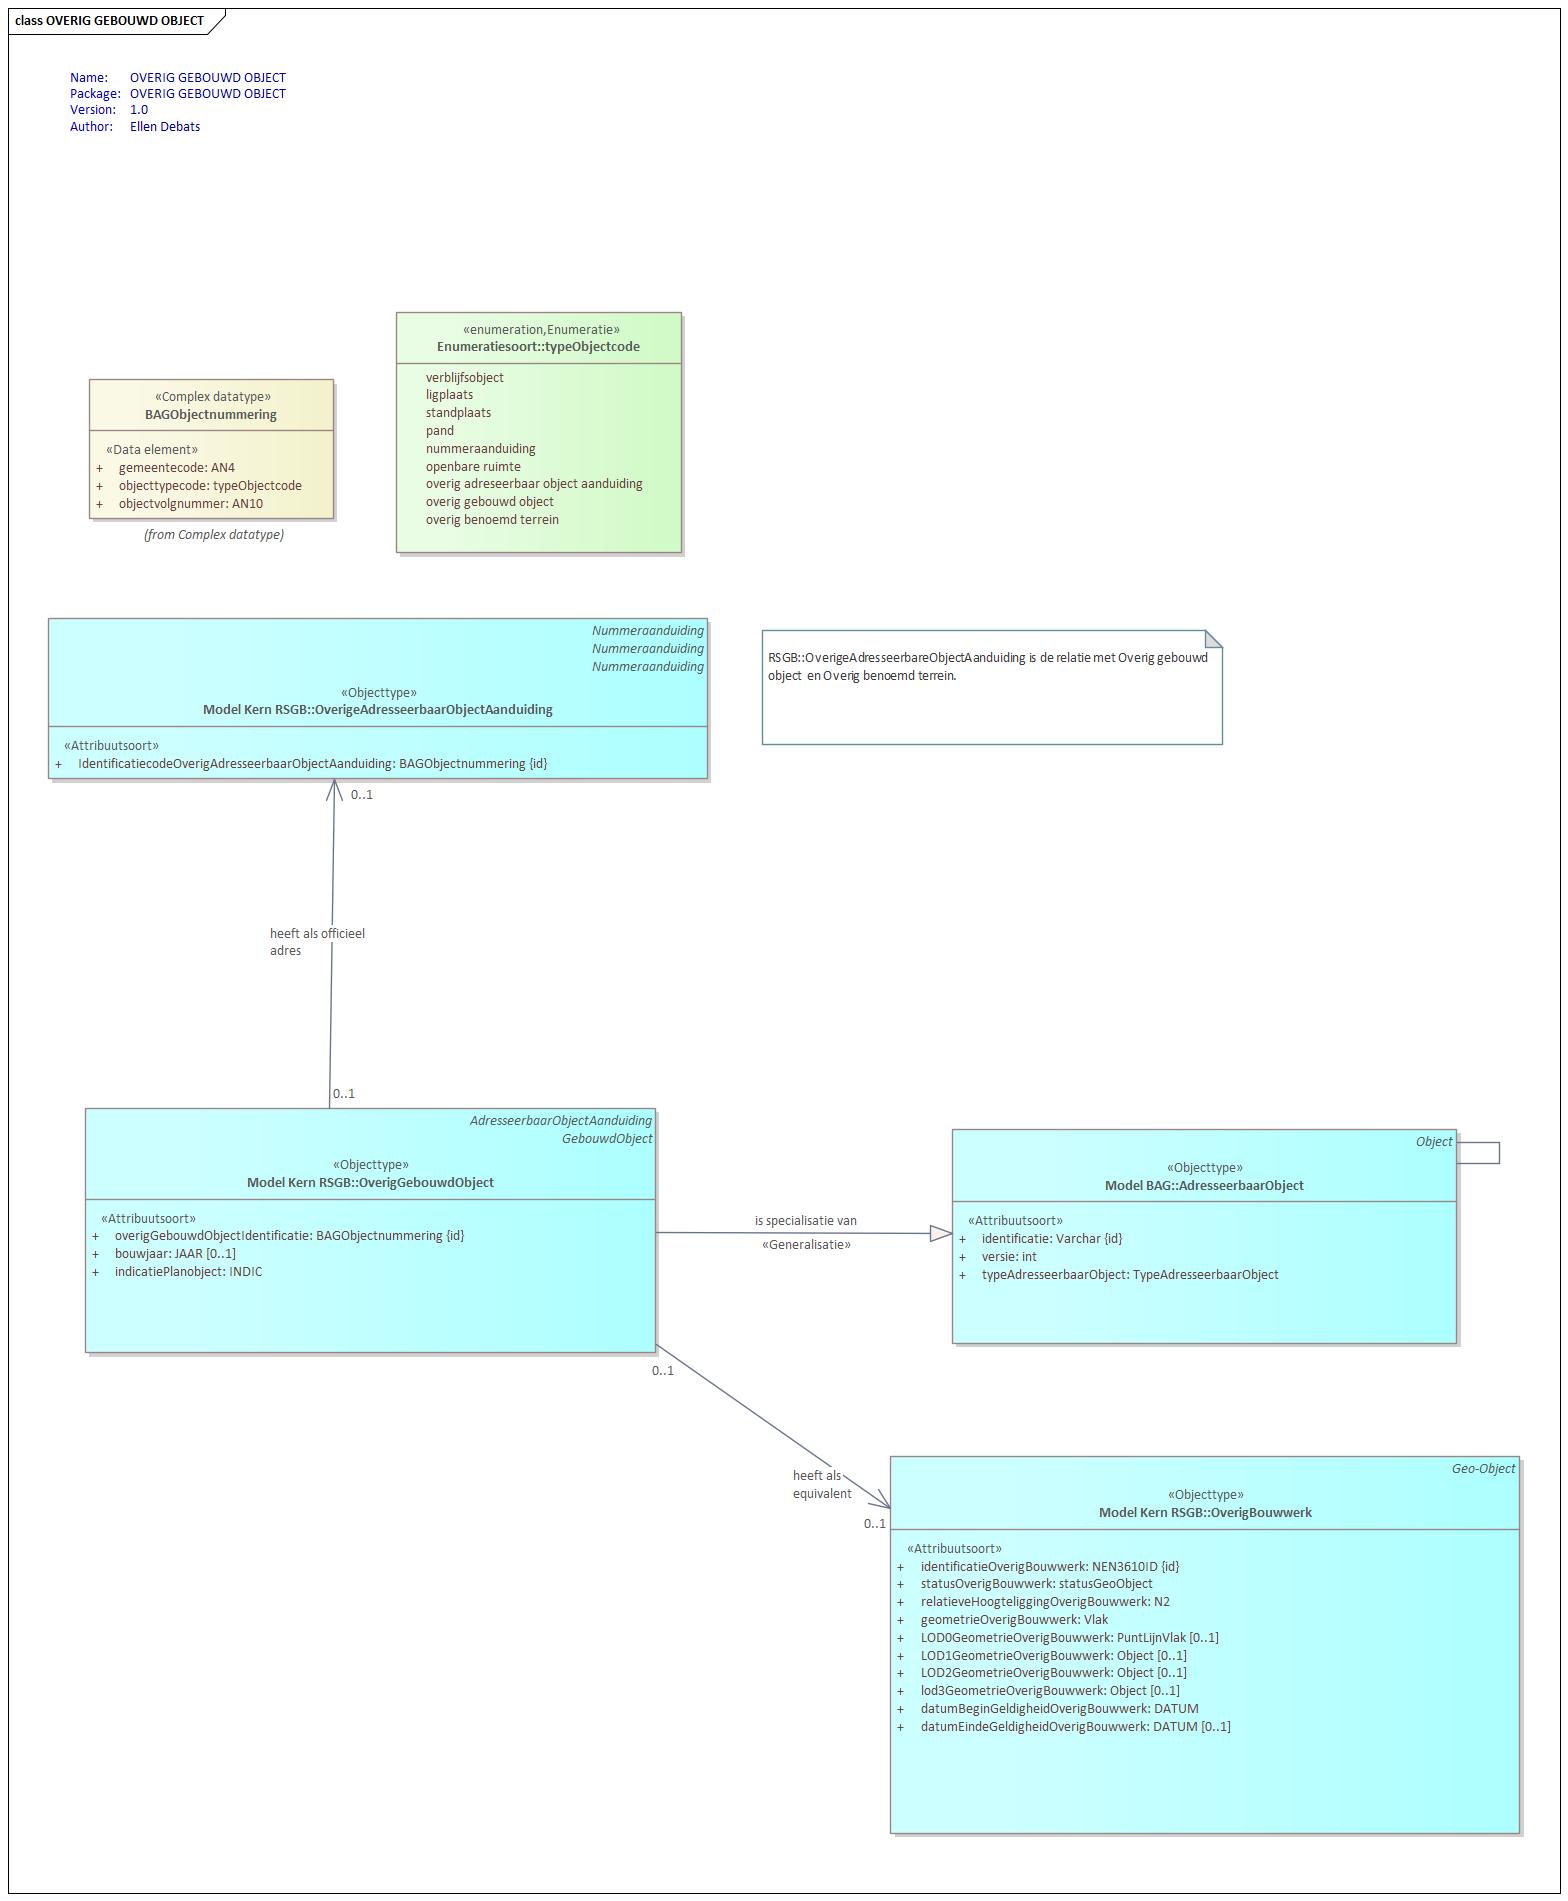 class OVERIG GEBOUWD OBJECT
Name: OVERIG GEBOUWD OBJECT
Package: OVERIG GEBOUWD OBJECT
Version: 1.0
Author: Ellen Debats
«Complex datatype»
BAGObjectnummering
«Data element»
+ gemeentecode: AN4
+ objecttypecode: typeObjectcode
+ objectvolgnummer: AN10
(from Complex datatype)
«enumeration,Enumeratie»
Enumeratiesoort::typeObjectcode
verblijfsobject
ligplaats
standplaats
pand
nummeraanduiding
openbare ruimte
overig adreseerbaar object aanduiding
overig gebouwd object
overig benoemd terrein
Nummeraanduiding
Nummeraanduiding
Nummeraanduiding
«Objecttype»
Model Kern RSGB::OverigeAdresseerbaarObjectAanduiding
«Attribuutsoort»
+ IdentificatiecodeOverigAdresseerbaarObjectAanduiding: BAGObjectnummering {id}
RSGB::OverigeAdresseerbareObjectAanduiding is de relatie met Overig gebouwd
object en Overig benoemd terrein.
0..1
heeft als officieel
adres
0..1
AdresseerbaarObjectAanduiding
GebouwdObject
«Objecttype»
Model Kern RSGB::OverigGebouwdObject
«Attribuutsoort»
+ overigGebouwdObjectIdentificatie: BAGObjectnummering {id}
+ bouwjaar: JAAR [0..1]
+ indicatiePlanobject: INDIC
is specialisatie van
«Generalisatie»
Object
«Objecttype»
Model BAG::AdresseerbaarObject
«Attribuutsoort»
+ identificatie: Varchar {id}
+ versie: int
+ typeAdresseerbaarObject: TypeAdresseerbaarObject
0..1
heeft als
equivalent
0..1
Geo-Object
«Objecttype»
Model Kern RSGB::OverigBouwwerk
«Attribuutsoort»
+ identificatieOverigBouwwerk: NEN3610ID {id}
+ statusOverigBouwwerk: statusGeoObject
+ relatieveHoogteliggingOverigBouwwerk: N2
+ geometrieOverigBouwwerk: Vlak
+ LOD0GeometrieOverigBouwwerk: PuntLijnVlak [0..1]
+ LOD1GeometrieOverigBouwwerk: Object [0..1]
+ LOD2GeometrieOverigBouwwerk: Object [0..1]
+ lod3GeometrieOverigBouwwerk: Object [0..1]
+ datumBeginGeldigheidOverigBouwwerk: DATUM
+ datumEindeGeldigheidOverigBouwwerk: DATUM [0..1]